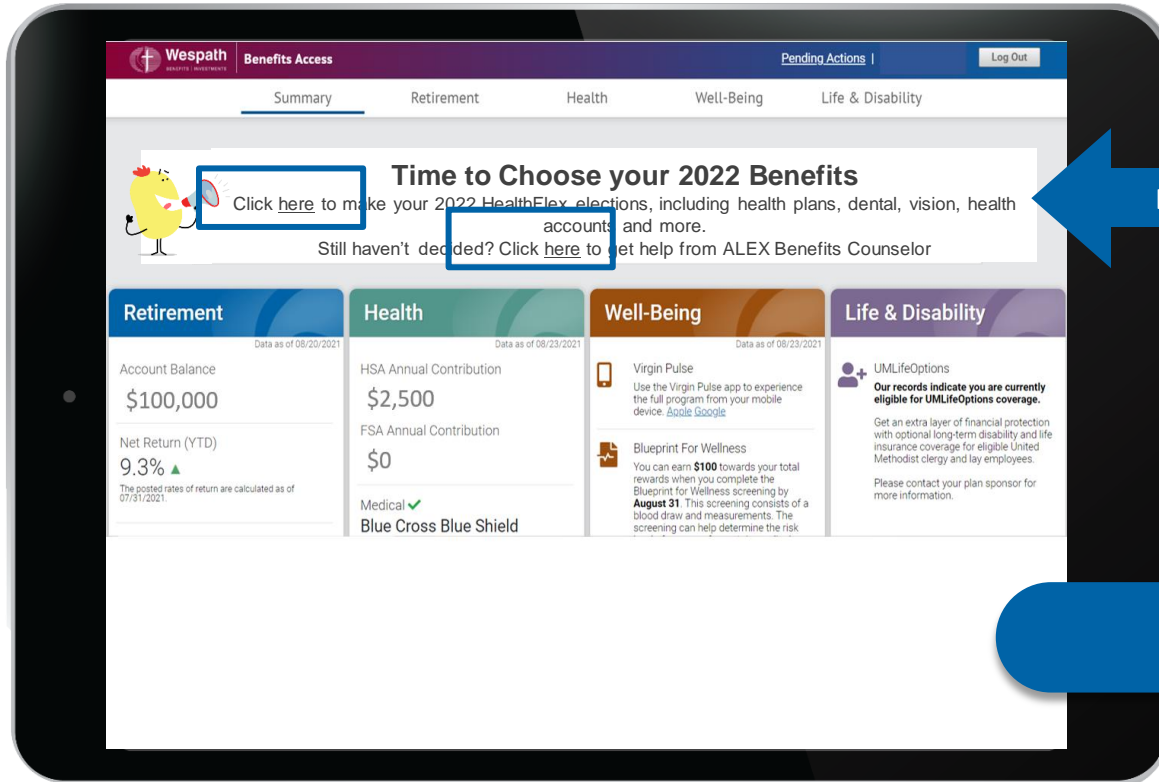 Wespath
BENEFITS | INVESTMENTS
Benefits Access
Pending Actions |
Log Out
Summary
Retirement
Health
Well-Being
Life & Disability
Time to Choose your 2022 Benefits
Click here to make your 2022 HealthFlex elections, including health plans, dental, vision, health
accounts and more.
Still haven't decided? Click here to get help from ALEX Benefits Counselor
Retirement
Data as of 08/20/2021
Account Balance
$100,000
Net Return (YTD)
9.3%
The posted rates of return are calculated as of
07/31/2021.
Health
Data as of 08/23/2021
HSA Annual Contribution
$2,500
FSA Annual Contribution
$0
Medical
Blue Cross Blue Shield
Well-Being
Data as of 08/23/2021
Virgin Pulse
Use the Virgin Pulse app to experience
the full program from your mobile
device. Apple Google
Blueprint For Wellness
You can earn $100 towards your total
rewards when you complete the
Blueprint for Wellness screening by
August 31. This screening consists of a
blood draw and measurements. The
screening can help determine the risk
Life & Disability
UMLifeOptions
Our records indicate you are currently
eligible for UMLifeOptions coverage.
Get an extra layer of financial protection
with optional long-term disability and life
insurance coverage for eligible United
Methodist clergy and lay employees.
Please contact your plan sponsor for
more information.